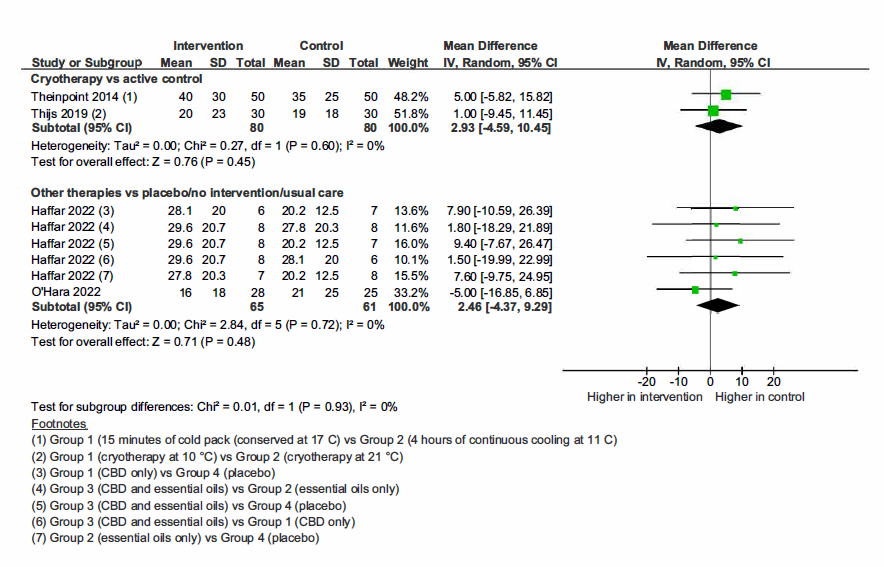 Intervention Control Mean Difference Mean Difference
Study or Subgroup Mean SD Total Mean SD Total Weight IV, Random, 95% CI IV, Random, 95% CI
Cryotherapy vs active control
Theinpoint 2014 (1) 40 30 50 35 25 50 48.2% 5.00 [-5.82, 15.82]
Thijs 2019 (2) 20 23 30 19 18 30 51.8% 1.00 [-9.45, 11.45]
Subtotal (95% CI) 80 80 100.0% 2.93 [-4.59, 10.45]
Heterogeneity: Tau² = 0.00; Chi² = 0.27, df = 1 (P = 0.60); I² = 0%
Test for overall effect: Z = 0.76 (P = 0.45)
Other therapies vs placebo/no intervention/usual care
Haffar 2022 (3) 28.1 20 6 20.2 12.5 7 13.6% 7.90 [-10.59, 26.39]
Haffar 2022 (4) 29.6 20.7 8 27.8 20.3 8 11.6% 1.80 [-18.29, 21.89]
Haffar 2022 (5) 29.6 20.7 8 20.2 12.5 7 16.0% 9.40 [-7.67, 26.47]
Haffar 2022 (6) 29.6 20.7 8 28.1 20 6 10.1% 1.50 [-19.99, 22.99]
Haffar 2022 (7) 27.8 20.3 7 20.2 12.5 8 15.5% 7.60 [-9.75, 24.95]
O'Hara 2022 16 18 28 21 25 25 33.2% -5.00 [-16.85, 6.85]
Subtotal (95% CI) 65 61 100.0% 2.46 [-4.37, 9.29]
Heterogeneity: Tau² = 0.00; Chi² = 2.84, df = 5 (P = 0.72); I² = 0%
Test for overall effect: Z = 0.71 (P = 0.48)
-20 -10 0 10 20
Higher in intervention Higher in control
Test for subgroup differences: Chi² = 0.01, df = 1 (P = 0.93), I² = 0%
Footnotes
(1) Group 1 (15 minutes of cold pack (conserved at 17 C) vs Group 2 (4 hours of continuous cooling at 11 C)
(2) Group 1 (cryotherapy at 10 °C) vs Group 2 (cryotherapy at 21 °C)
(3) Group 1 (CBD only) vs Group 4 (placebo)
(4) Group 3 (CBD and essential oils) vs Group 2 (essential oils only)
(5) Group 3 (CBD and essential oils) vs Group 4 (placebo)
(6) Group 3 (CBD and essential oils) vs Group 1 (CBD only)
(7) Group 2 (essential oils only) vs Group 4 (placebo)